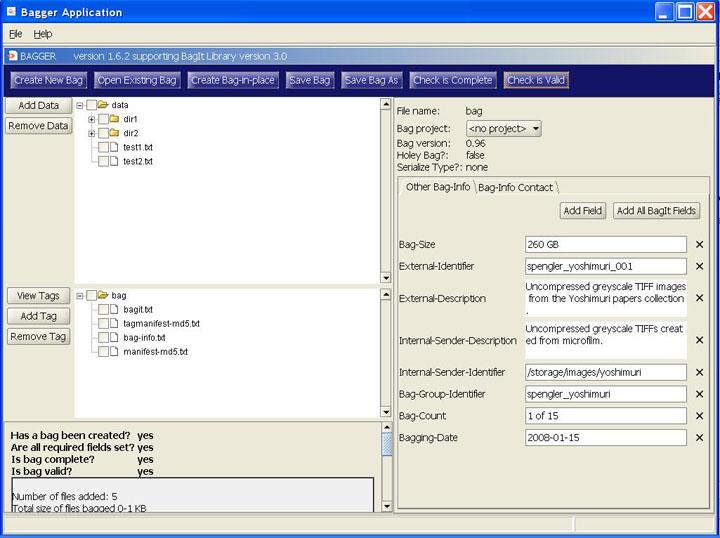 Bagger Application
File Help
BAGGER version 1.6.2 supporting BagIt Library version 3.0
Create New Bag Open Existing Bag Create Bag-in-place Save Bag Save Bag As Check is Complete Check is Valid
Add Data
Remove Data
data
dir1
dir2
test1.txt
test2.txt
View Tags
Add Tag
Remove Tag
bag
bagit.txt
tagmanifest-md5.txt
bag-info.txt
manifest-md5.txt
Has a bag been created? yes
Are all required fields set? yes
Is bag complete? yes
Is bag valid? yes
Number of files added: 5
Total size of files bagged 0-1 KB
File name: bag
Bag project: <no project>
Bag version: 0.96
Holey Bag?: false
Serialize Type?: none
Other Bag-Info Bag-Info Contact
Add Field Add All BagIt Fields
Bag-Size 260 GB
External-Identifier spengler_yoshimuri_001
External-Description Uncompressed greyscale TIFF images
from the Yoshimuri papers collection
.
Internal-Sender-Description Uncompressed greyscale TIFFs creat
ed from microfilm.
Internal-Sender-Identifier /storage/images/yoshimuri
Bag-Group-Identifier spengler_yoshimuri
Bag-Count 1 of 15
Bagging-Date 2008-01-15